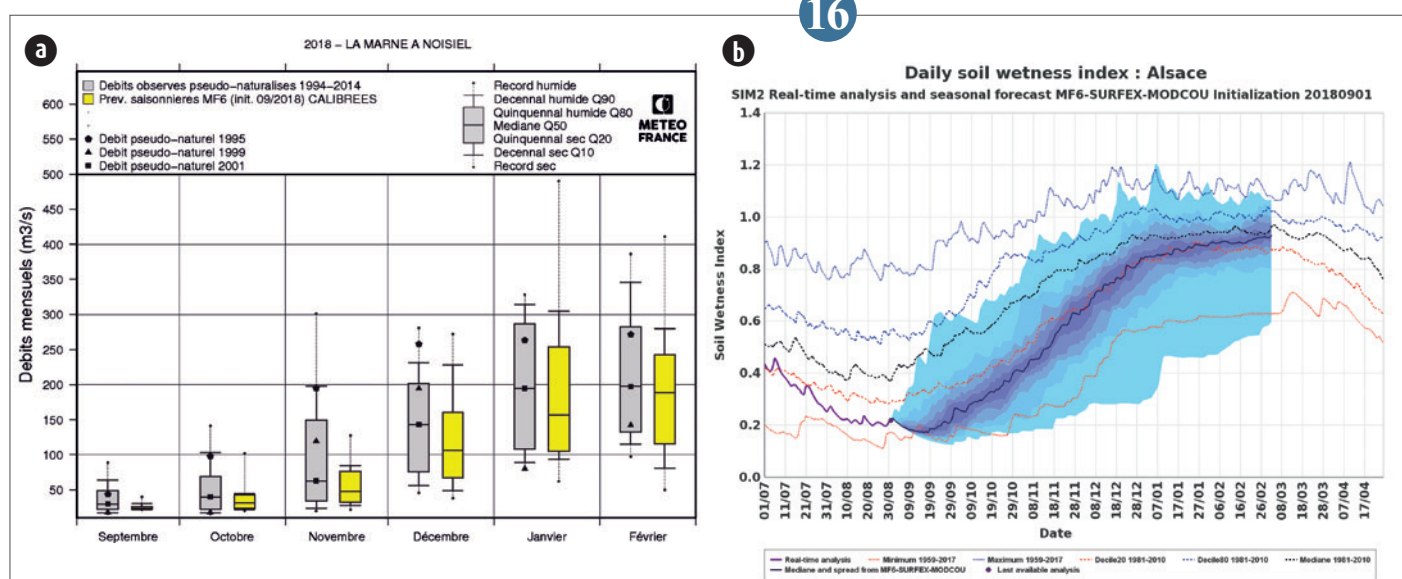 16
a
2018 – LA MARNE A NOISIEL
Debits observes pseudo–naturalises 1994–2014
Prev. saisonnieres MF6 (init. 09/2018) CALIBREES
Debit pseudo–naturel 1995
Debit pseudo–naturel 1999
Debit pseudo–naturel 2001
Record humide
Decennal humide Q90
Quinquennal humide Q80
Mediane Q50
Quinquennal sec Q20
Decennal sec Q10
Record sec
METEO
FRANCE
Debits mensuels (m3/s)
600
550
500
450
400
350
300
250
200
150
100
50
Septembre Octobre Novembre Décembre Janvier Février
b
Daily soil wetness index : Alsace
SIM2 Real-time analysis and seasonal forecast MF6-SURFEX-MODCOU Initialization 20180901
Soil Wetness Index
1.4
1.2
1.0
0.8
0.6
0.4
0.2
0.0
01/07 11/07 21/07 31/07 10/08 20/08 30/08 09/09 19/09 29/09 09/10 19/10 29/10 08/11 18/11 28/11 08/12 18/12 28/12 07/01 17/01 27/01 06/02 16/02 26/02 08/03 18/03 28/03 07/04 17/04
Date
Real-time analysis Minimum 1959-2017 Maximum 1959-2017 Decile20 1981-2010 Decile80 1981-2010 Mediane 1981-2010
Mediane and spread from MF6-SURFEX-MODCOU Last available analysis